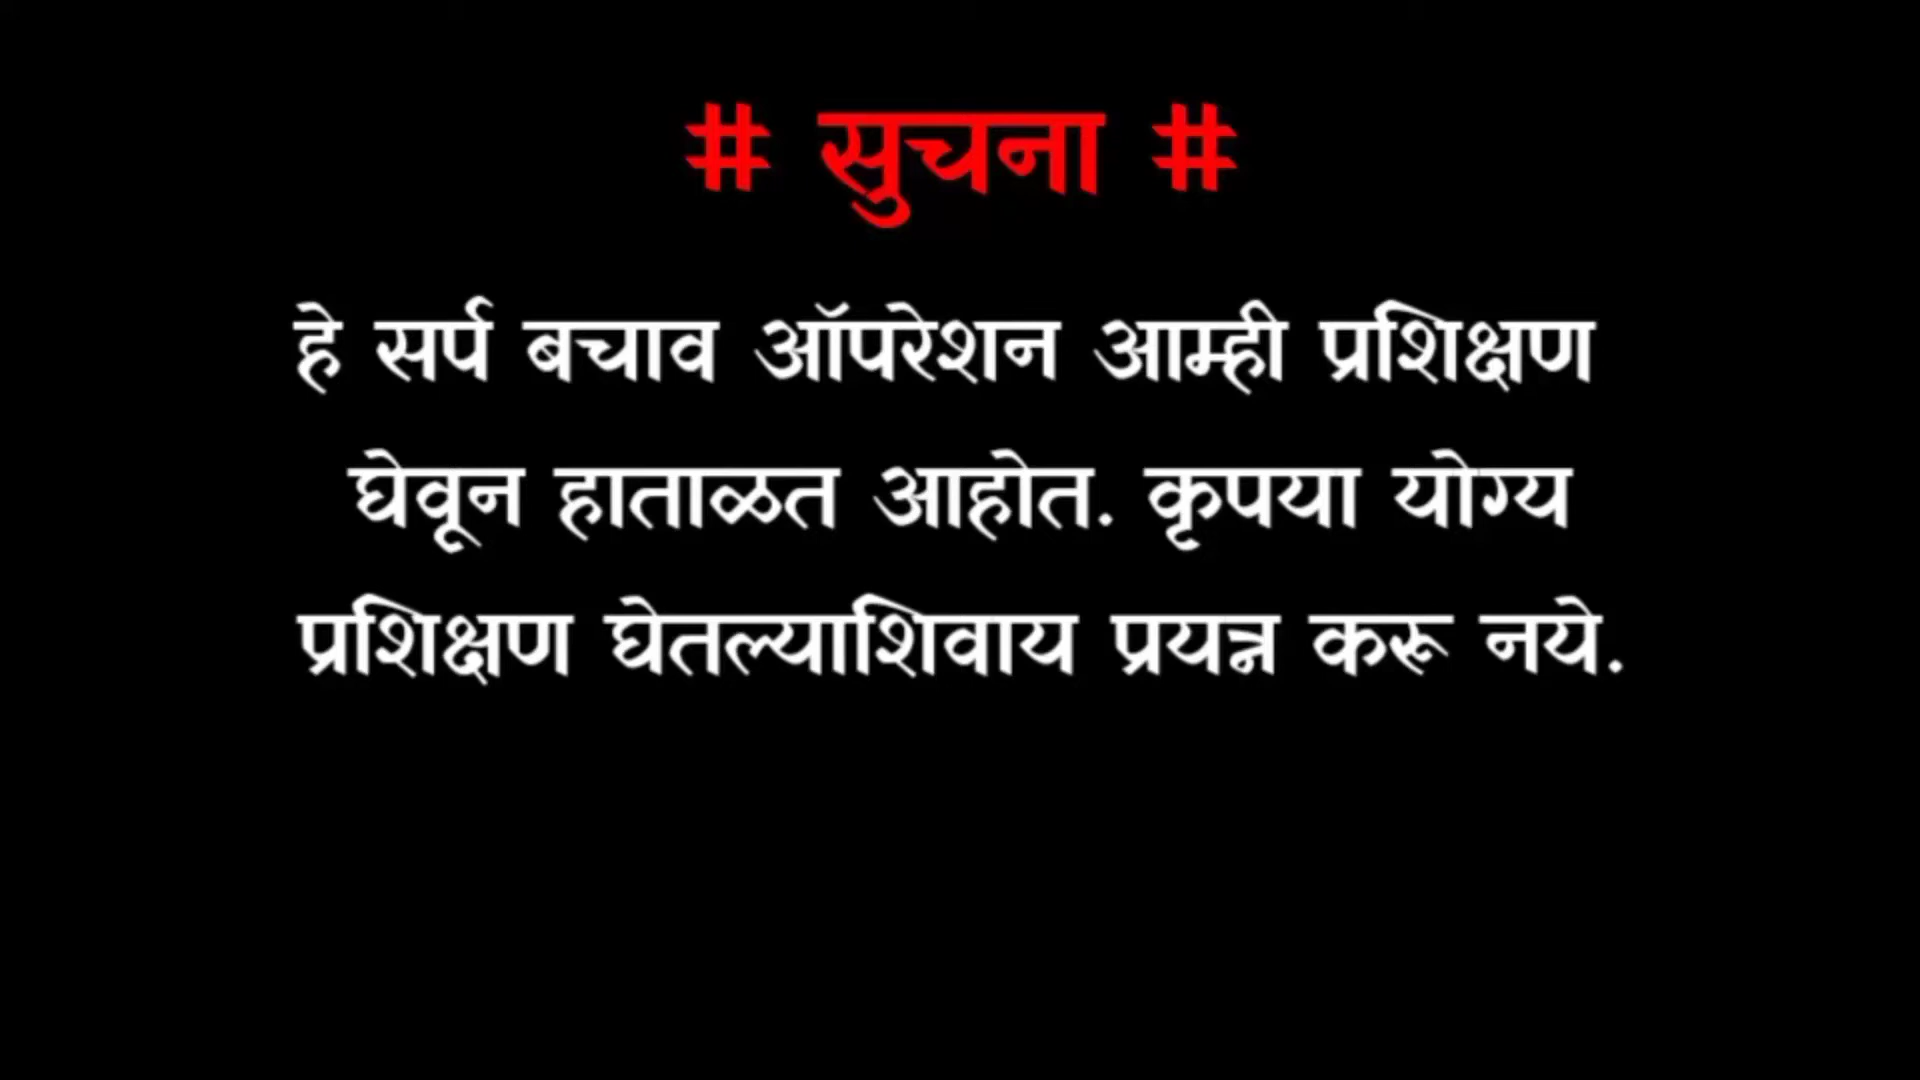 # सुचना #
हे सर्प बचाव ऑपरेशन आम्ही प्रशिक्षण
घेवून हाताळत आहोत. कृपया योग्य
प्रशिक्षण घेतल्याशिवाय प्रयत्न करू नये.